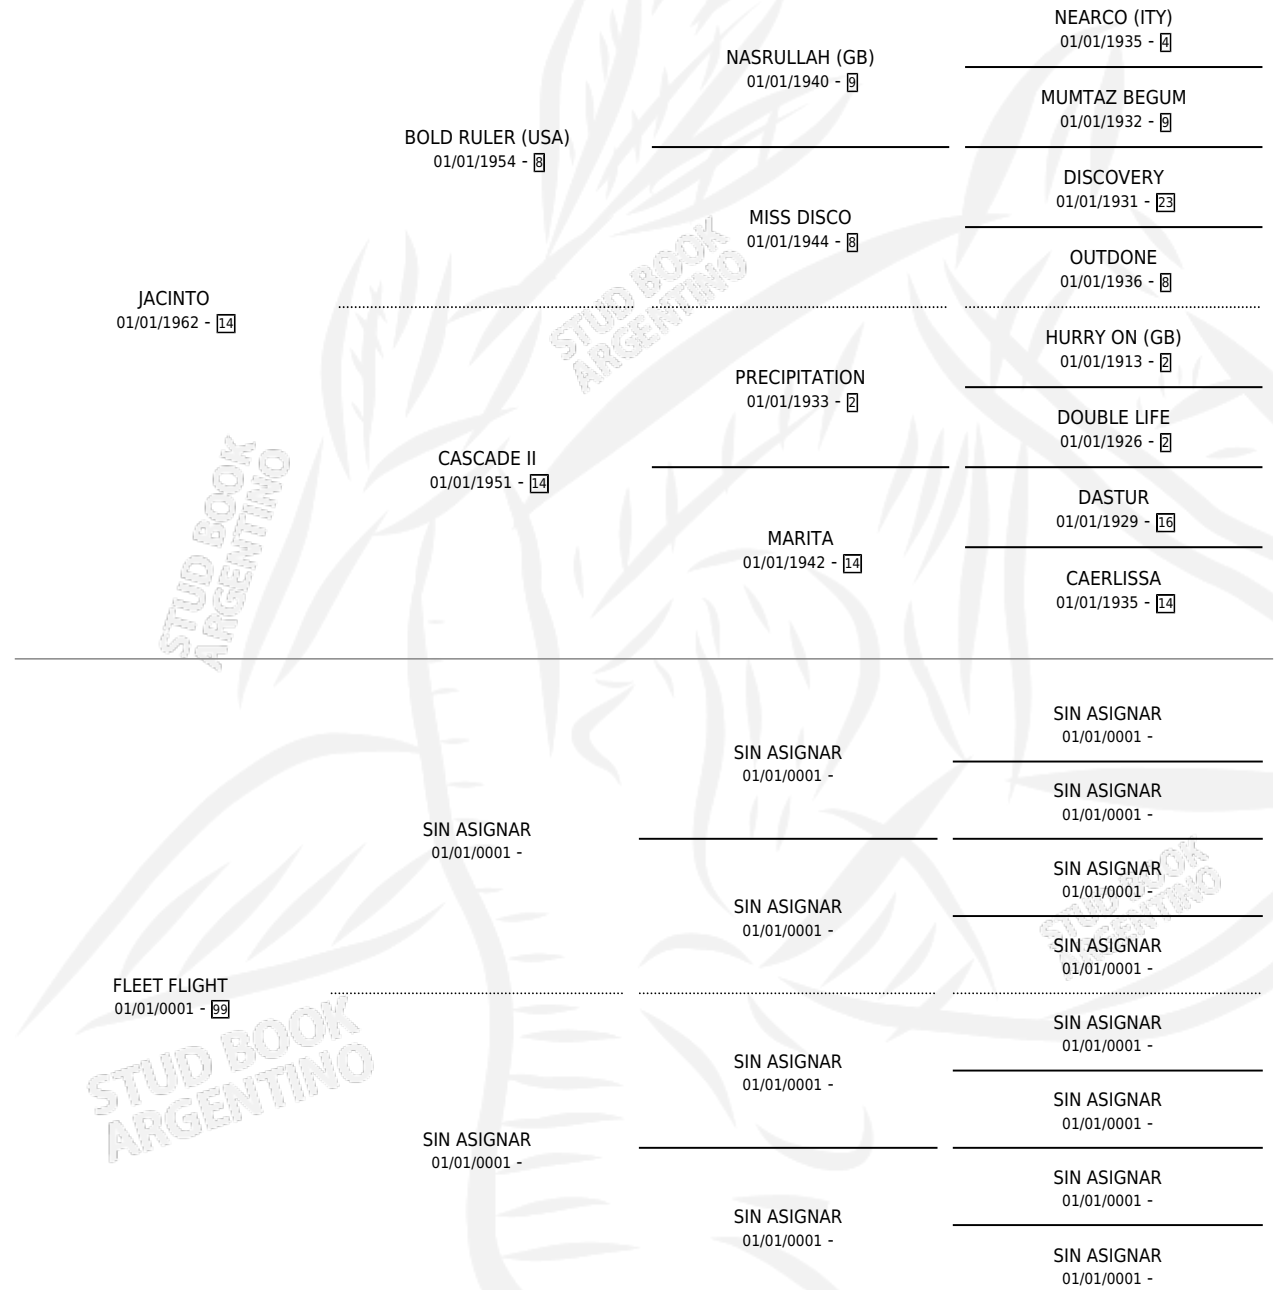 NEARCO (ITY)
01/01/1935 - 4
NASRULLAH (GB)
01/01/1940 - 9
MUMTAZ BEGUM
01/01/1932 - 9
BOLD RULER (USA)
01/01/1954 - 8
DISCOVERY
01/01/1931 - 23
MISS DISCO
01/01/1944 - 8
OUTDONE
01/01/1936 - 8
JACINTO
01/01/1962 - 14
HURRY ON (GB)
01/01/1913 - 2
PRECIPITATION
01/01/1933 - 2
DOUBLE LIFE
01/01/1926 - 2
CASCADE II
01/01/1951 - 14
DASTUR
01/01/1929 - 16
MARITA
01/01/1942 - 14
CAERLISSA
01/01/1935 - 14
STUD BOOK
ARGENTINO
STUD BOOK
ARGENTINO
SIN ASIGNAR
01/01/0001 -
SIN ASIGNAR
01/01/0001 -
SIN ASIGNAR
01/01/0001 -
SIN ASIGNAR
01/01/0001 -
SIN ASIGNAR
01/01/0001 -
SIN ASIGNAR
01/01/0001 -
SIN ASIGNAR
01/01/0001 -
FLEET FLIGHT
01/01/0001 - 99
SIN ASIGNAR
01/01/0001 -
SIN ASIGNAR
01/01/0001 -
SIN ASIGNAR
01/01/0001 -
SIN ASIGNAR
01/01/0001 -
SIN ASIGNAR
01/01/0001 -
SIN ASIGNAR
01/01/0001 -
SIN ASIGNAR
01/01/0001 -
STUD BOOK
ARGENTINO
STUD BOOK
ARGENTINO